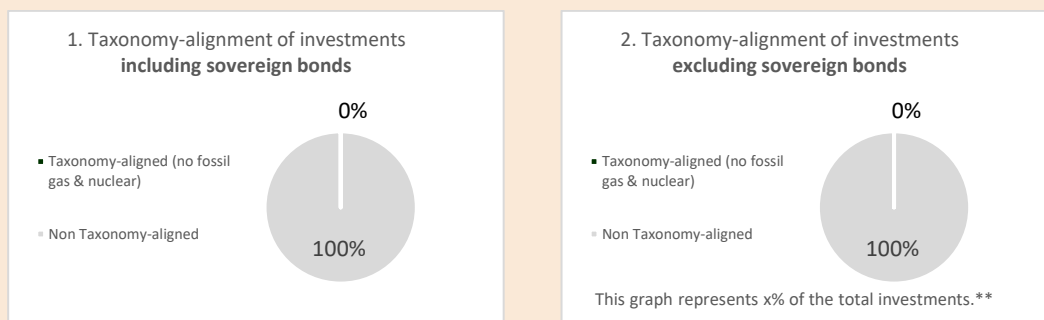 1. Taxonomy-alignment of investments
including sovereign bonds
0%
Taxonomy-aligned (no fossil
gas & nuclear)
Non Taxonomy-aligned
100%
2. Taxonomy-alignment of investments
excluding sovereign bonds
0%
Taxonomy-aligned (no fossil
gas & nuclear)
Non Taxonomy-aligned
100%
This graph represents x% of the total investments.**